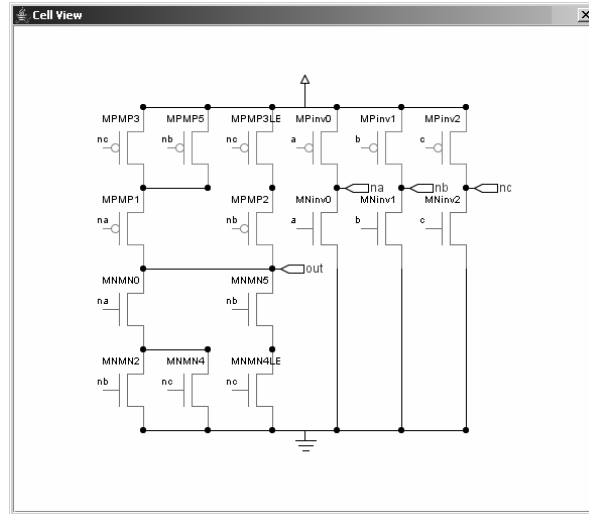 Cell View
MPMP3 MPMP5 MPMP3LE MPinv0 MPinv1 MPinv2
nc nb nc a b c
na nb nc
MPMP1 MPMP2 MNinv0 MNinv1 MNinv2
na nb a b c
out
MNMN0 MNMN5
na nb
MNMN2 MNMN4 MNMN4LE
nb nc nc